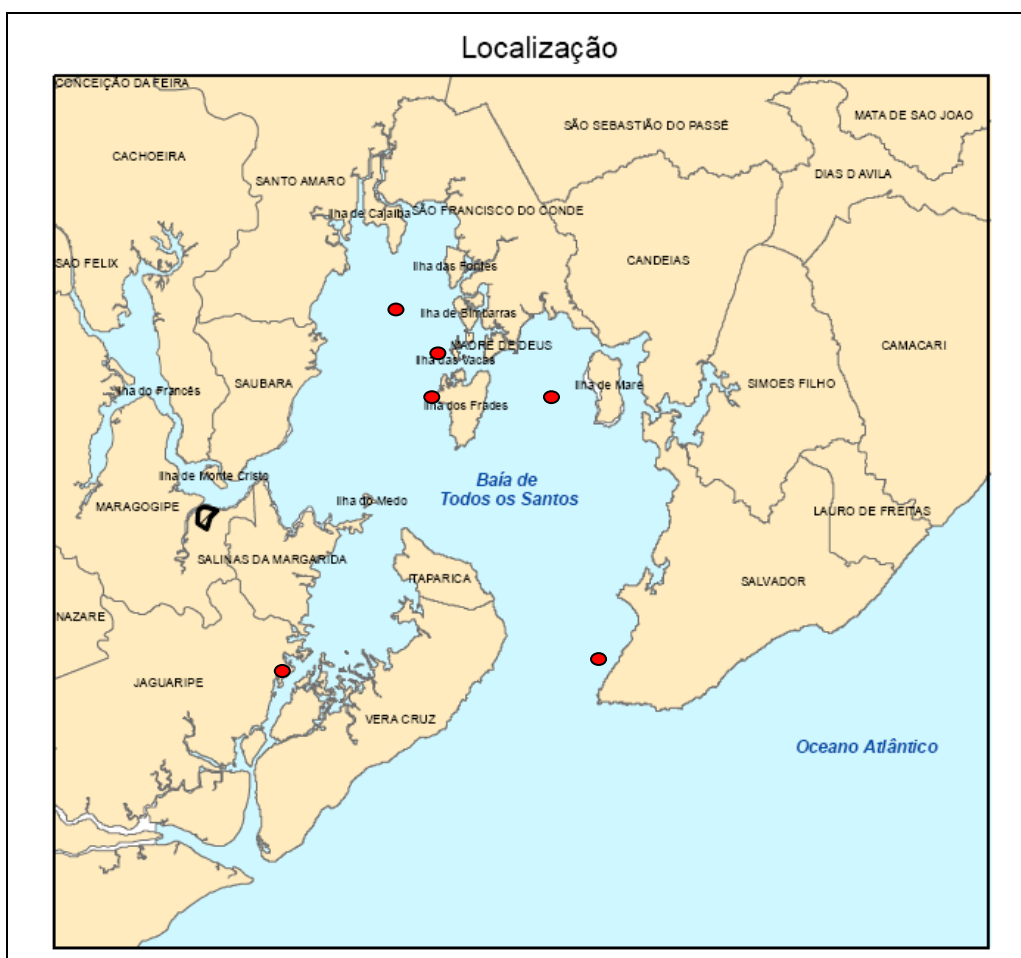 Localização
CONCEIÇÃO DA FEIRA
MATA DE SAO JOAO
SÃO SEBASTIÃO DO PASSÉ
CACHOEIRA
DIAS D AVILA
SANTO AMARO
Ilha de Cajaíba
SÃO FRANCISCO DO CONDE
SAO FELIX
CANDEIAS
Ilha das Fontes
Ilha de Bimbarras
MADRE DE DEUS
CAMACARI
Ilha das Vacas
SAUBARA
Ilha de Maré
SIMOES FILHO
Ilha do Francês
Ilha dos Frades
Ilha de Monte Cristo
Baía de
Todos os Santos
Ilha do Medo
MARAGOGIPE
LAURO DE FREITAS
SALINAS DA MARGARIDA
ITAPARICA
SALVADOR
NAZARE
JAGUARIPE
VERA CRUZ
Oceano Atlântico